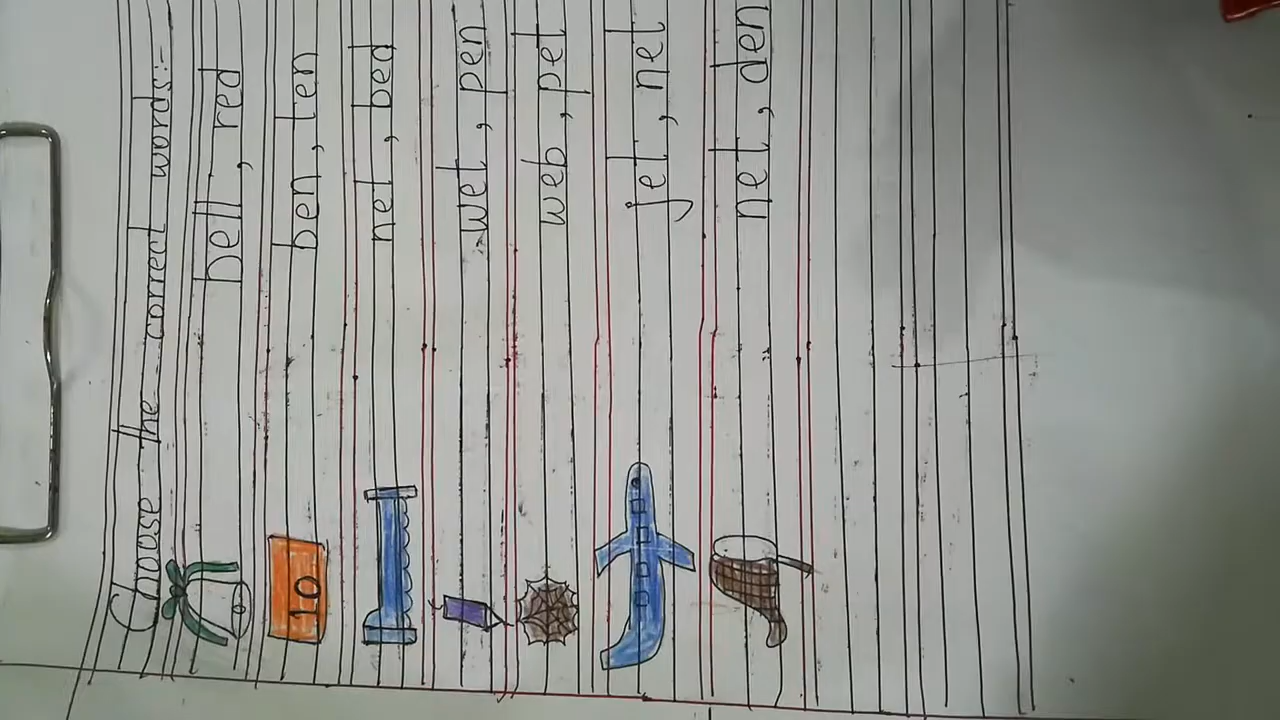 Choose the correct words:-
bell, red
10 ben, ten
net, bed
wet, pen
web, pet
jet, net
net, den